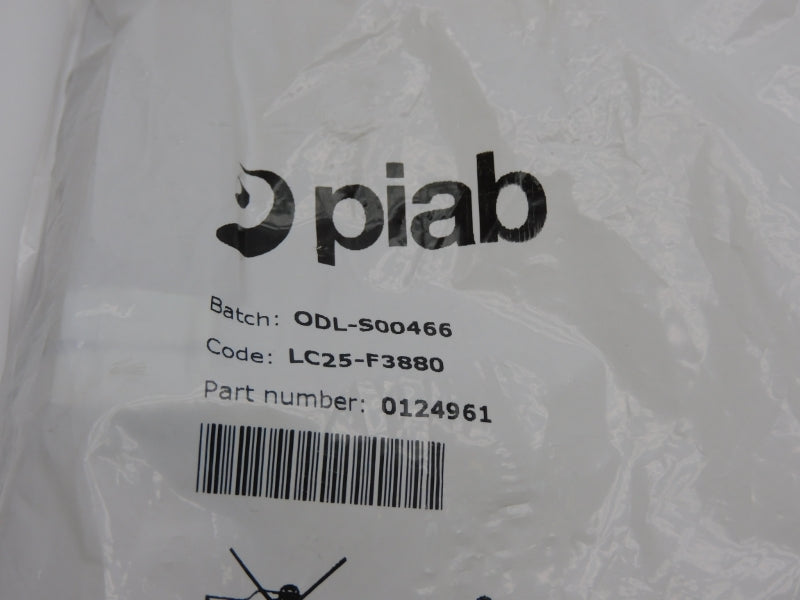 piab
Batch: ODL-S00466
Code: LC25-F3880
Part number: 0124961